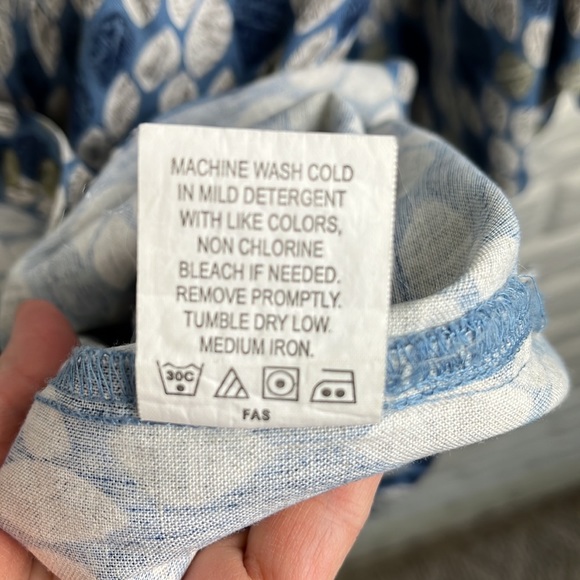 MACHINE WASH COLD
IN MILD DETERGENT
WITH LIKE COLORS,
NON CHLORINE
BLEACH IF NEEDED.
REMOVE PROMPTLY.
TUMBLE DRY LOW.
MEDIUM IRON.
30C
FAS